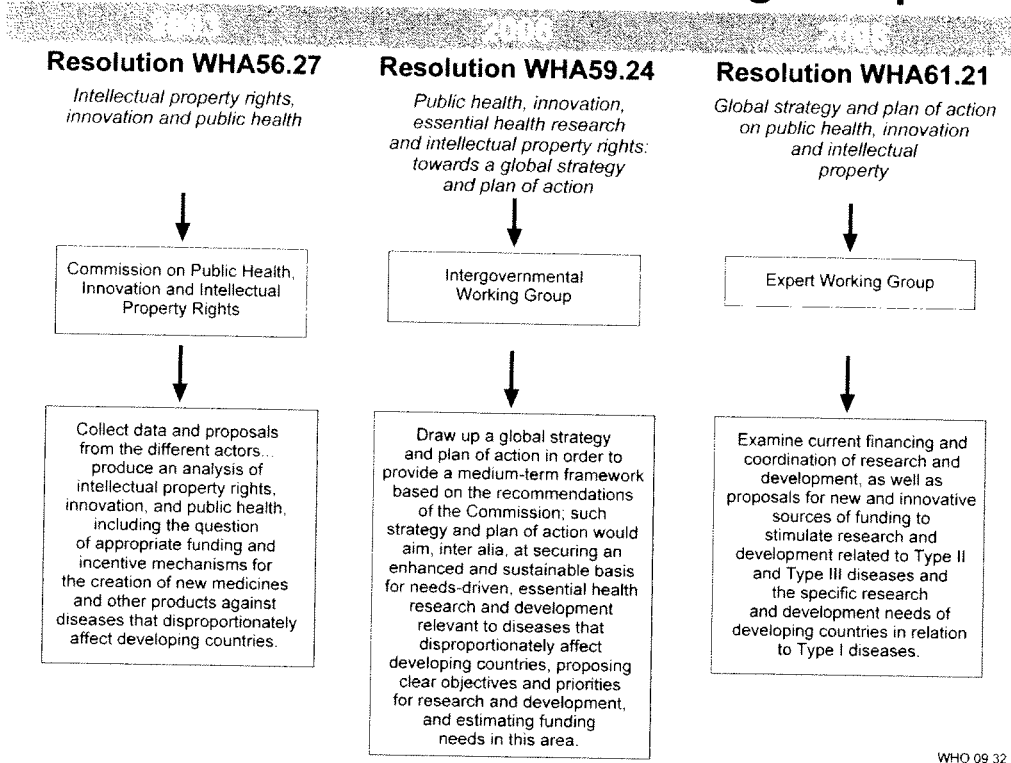 2003
2006
2008
Resolution WHA56.27
Intellectual property rights,
innovation and public health
Commission on Public Health,
Innovation and Intellectual
Property Rights
Collect data and proposals
from the different actors...
produce an analysis of
intellectual property rights,
innovation, and public health,
including the question
of appropriate funding and
incentive mechanisms for
the creation of new medicines
and other products against
diseases that disproportionately
affect developing countries.
Resolution WHA59.24
Public health, innovation,
essential health research
and intellectual property rights:
towards a global strategy
and plan of action
Intergovernmental
Working Group
Draw up a global strategy
and plan of action in order to
provide a medium-term framework
based on the recommendations
of the Commission; such
strategy and plan of action would
aim, inter alia, at securing an
enhanced and sustainable basis
for needs-driven, essential health
research and development
relevant to diseases that
disproportionately affect
developing countries, proposing
clear objectives and priorities
for research and development,
and estimating funding
needs in this area.
Resolution WHA61.21
Global strategy and plan of action
on public health, innovation
and intellectual
property
Expert Working Group
Examine current financing and
coordination of research and
development, as well as
proposals for new and innovative
sources of funding to
stimulate research and
development related to Type II
and Type III diseases and
the specific research
and development needs of
developing countries in relation
to Type I diseases.
WHO 09.32